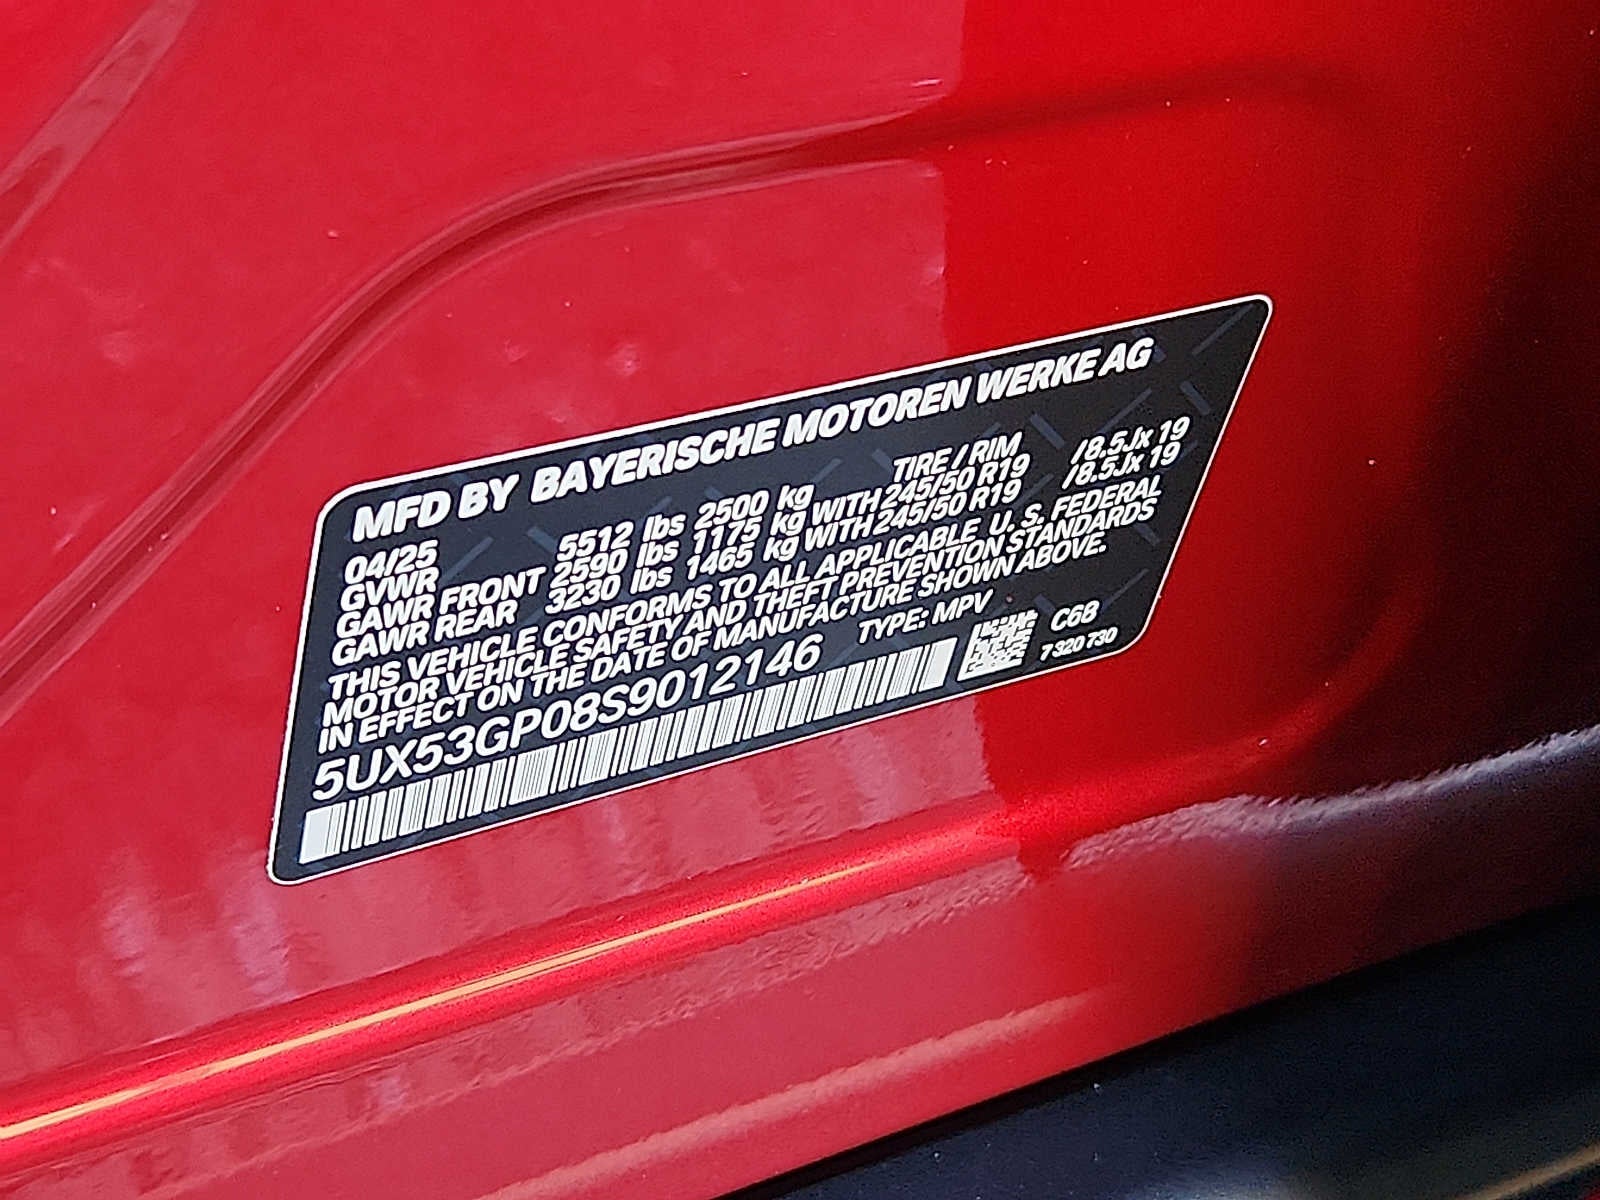 MFD BY BAYERISCHE MOTOREN WERKE AG
04/25 TIRE / RIM
GVWR 5512 lbs 2500 kg
GAWR FRONT 2590 lbs 1175 kg WITH 245/50 R19 / 8.5Jx 19
GAWR REAR 3230 lbs 1465 kg WITH 245/50 R19 / 8.5Jx 19
THIS VEHICLE CONFORMS TO ALL APPLICABLE U. S. FEDERAL
MOTOR VEHICLE SAFETY AND THEFT PREVENTION STANDARDS
IN EFFECT ON THE DATE OF MANUFACTURE SHOWN ABOVE.
5UX53GP08S9012146 TYPE: MPV
C6B
7 320 730